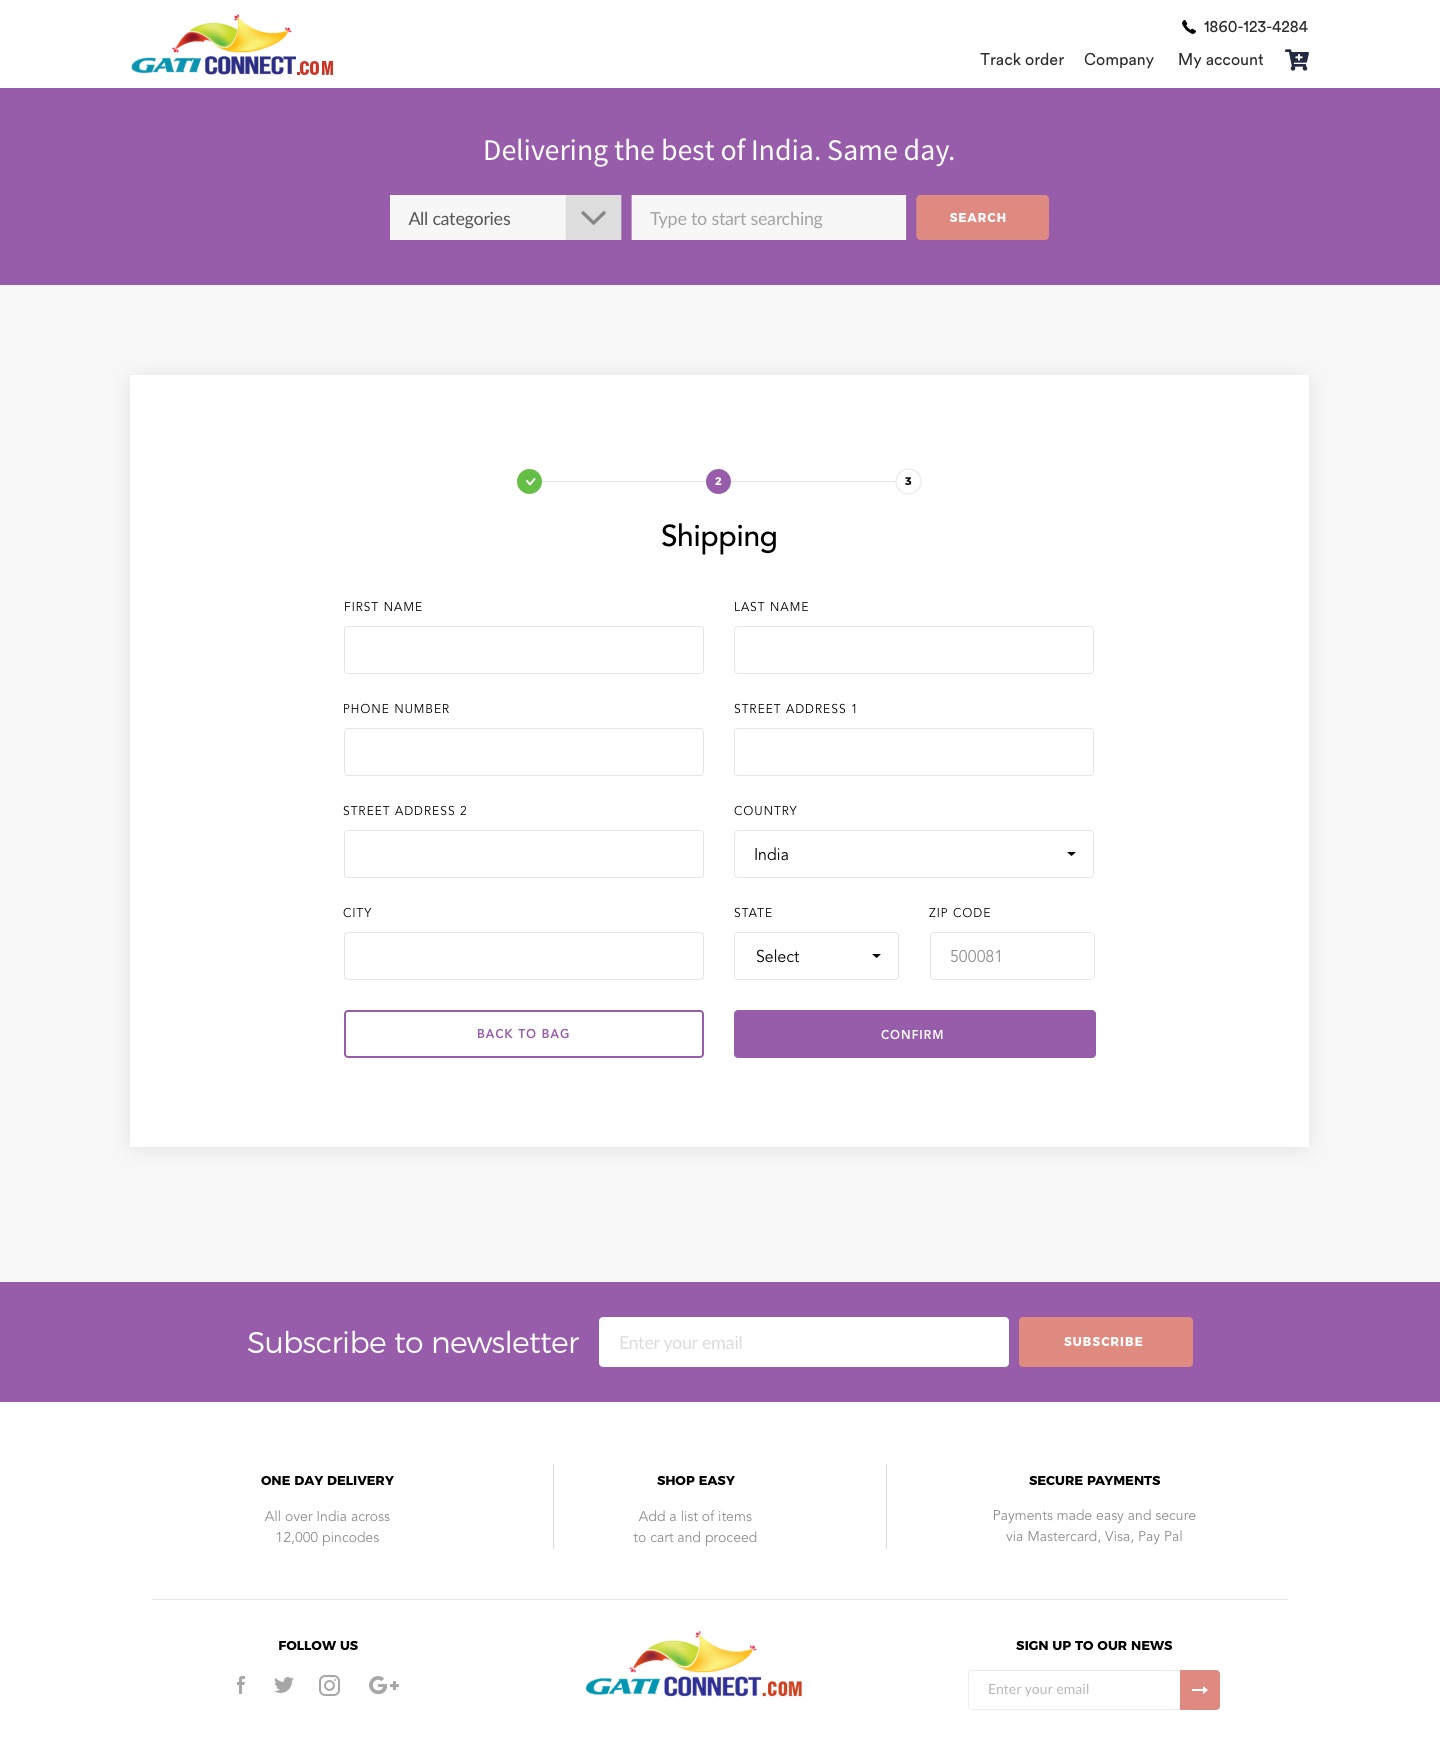 GATI CONNECT.COM
1860-123-4284
Track order Company My account
Delivering the best of India. Same day.
All categories Type to start searching SEARCH
2 3
Shipping
FIRST NAME LAST NAME
PHONE NUMBER STREET ADDRESS 1
STREET ADDRESS 2 COUNTRY
India
CITY STATE ZIP CODE
Select 500081
BACK TO BAG CONFIRM
Subscribe to newsletter Enter your email SUBSCRIBE
ONE DAY DELIVERY SHOP EASY SECURE PAYMENTS
All over India across Add a list of items Payments made easy and secure
12,000 pincodes to cart and proceed via Mastercard, Visa, Pay Pal
FOLLOW US SIGN UP TO OUR NEWS
f G+ GATI CONNECT.COM Enter your email